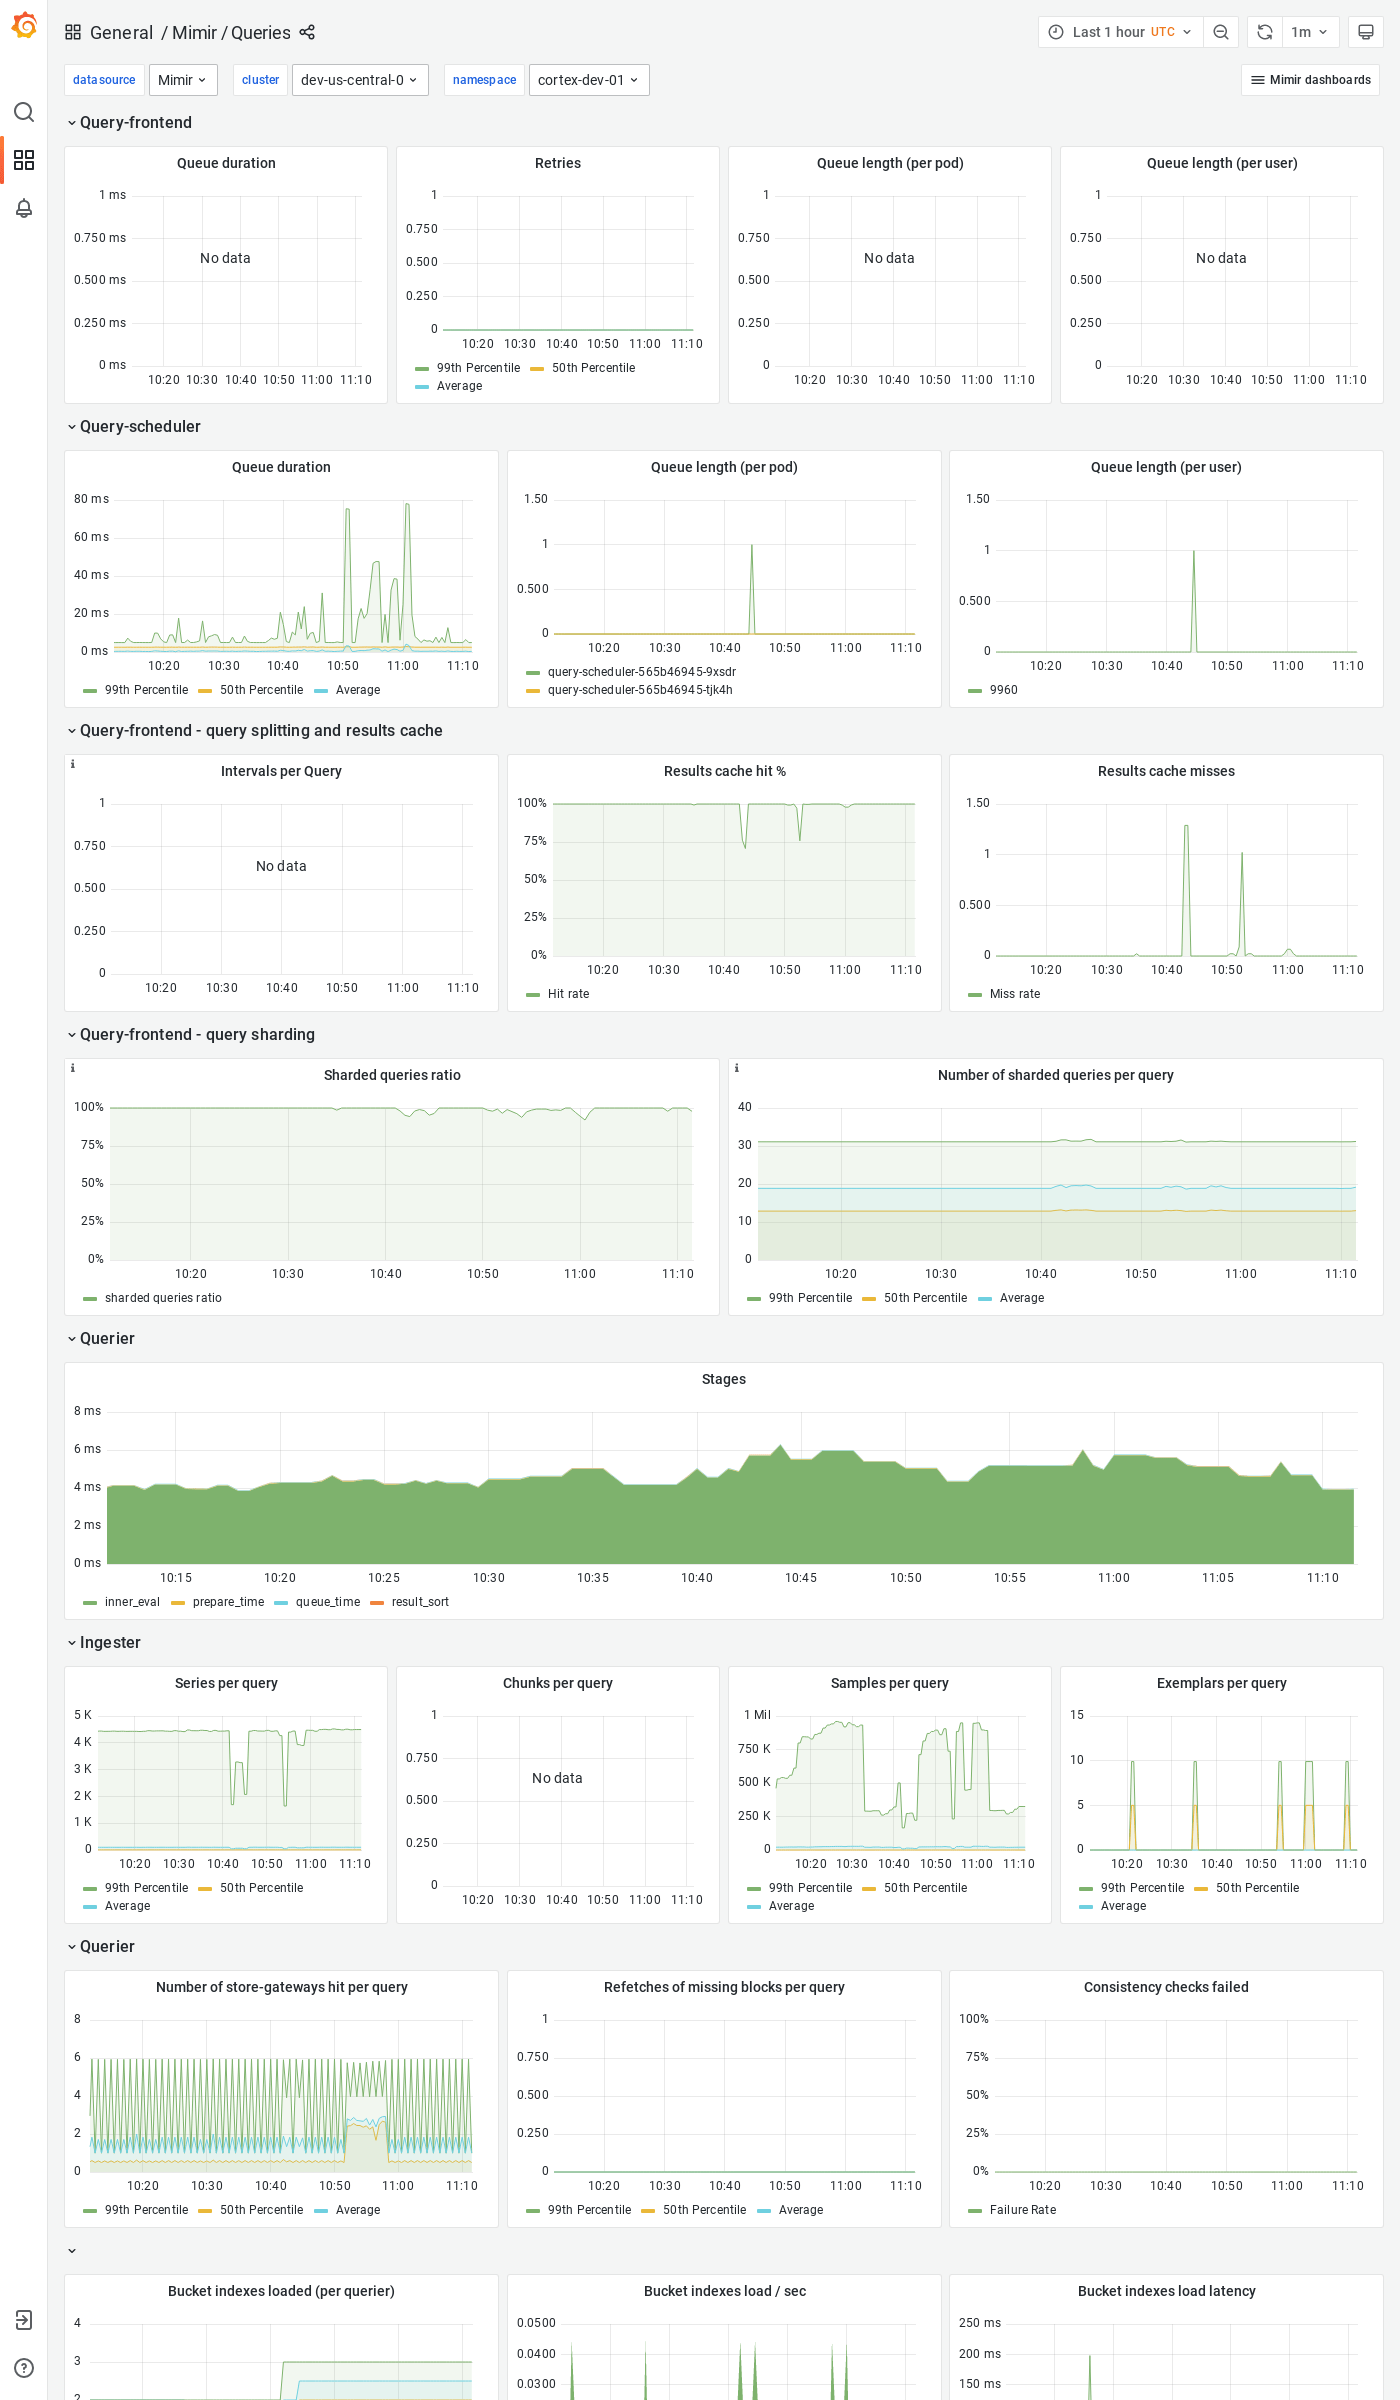 General / Mimir / Queries
Last 1 hour UTC
1m
datasource Mimir cluster dev-us-central-0 namespace cortex-dev-01
Mimir dashboards
Query-frontend
Queue duration
1 ms
0.750 ms
0.500 ms
0.250 ms
0 ms
No data
10:20 10:30 10:40 10:50 11:00 11:10
Retries
1
0.750
0.500
0.250
0
10:20 10:30 10:40 10:50 11:00 11:10
99th Percentile 50th Percentile
Average
Queue length (per pod)
1
0.750
0.500
0.250
0
No data
10:20 10:30 10:40 10:50 11:00 11:10
Queue length (per user)
1
0.750
0.500
0.250
0
No data
10:20 10:30 10:40 10:50 11:00 11:10
Query-scheduler
Queue duration
80 ms
60 ms
40 ms
20 ms
0 ms
10:20 10:30 10:40 10:50 11:00 11:10
99th Percentile 50th Percentile Average
Queue length (per pod)
1.50
1
0.500
0
10:20 10:30 10:40 10:50 11:00 11:10
query-scheduler-565b46945-9xsdr
query-scheduler-565b46945-tjk4h
Queue length (per user)
1.50
1
0.500
0
10:20 10:30 10:40 10:50 11:00 11:10
9960
Query-frontend - query splitting and results cache
Intervals per Query
1
0.750
0.500
0.250
0
No data
10:20 10:30 10:40 10:50 11:00 11:10
Results cache hit %
100%
75%
50%
25%
0%
10:20 10:30 10:40 10:50 11:00 11:10
Hit rate
Results cache misses
1.50
1
0.500
0
10:20 10:30 10:40 10:50 11:00 11:10
Miss rate
Query-frontend - query sharding
Sharded queries ratio
100%
75%
50%
25%
0%
10:20 10:30 10:40 10:50 11:00 11:10
sharded queries ratio
Number of sharded queries per query
40
30
20
10
0
10:20 10:30 10:40 10:50 11:00 11:10
99th Percentile 50th Percentile Average
Querier
Stages
8 ms
6 ms
4 ms
2 ms
0 ms
10:15 10:20 10:25 10:30 10:35 10:40 10:45 10:50 10:55 11:00 11:05 11:10
inner_eval prepare_time queue_time result_sort
Ingester
Series per query
5 K
4 K
3 K
2 K
1 K
0
10:20 10:30 10:40 10:50 11:00 11:10
99th Percentile 50th Percentile
Average
Chunks per query
1
0.750
0.500
0.250
0
No data
10:20 10:30 10:40 10:50 11:00 11:10
Samples per query
1 Mil
750 K
500 K
250 K
0
10:20 10:30 10:40 10:50 11:00 11:10
99th Percentile 50th Percentile
Average
Exemplars per query
15
10
5
0
10:20 10:30 10:40 10:50 11:00 11:10
99th Percentile 50th Percentile
Average
Querier
Number of store-gateways hit per query
8
6
4
2
0
10:20 10:30 10:40 10:50 11:00 11:10
99th Percentile 50th Percentile Average
Refetches of missing blocks per query
1
0.750
0.500
0.250
0
10:20 10:30 10:40 10:50 11:00 11:10
99th Percentile 50th Percentile Average
Consistency checks failed
100%
75%
50%
25%
0%
10:20 10:30 10:40 10:50 11:00 11:10
Failure Rate
Bucket indexes loaded (per querier)
4
3
2
Bucket indexes load / sec
0.0500
0.0400
0.0300
Bucket indexes load latency
250 ms
200 ms
150 ms